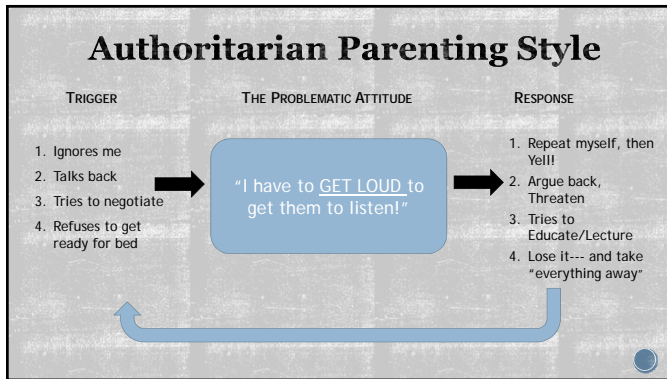 Authoritarian Parenting Style
TRIGGER
1. Ignores me
2. Talks back
3. Tries to negotiate
4. Refuses to get
ready for bed
THE PROBLEMATIC ATTITUDE
"I have to GET LOUD to
get them to listen!"
RESPONSE
1. Repeat myself, then
Yell!
2. Argue back,
Threaten
3. Tries to
Educate/Lecture
4. Lose it--- and take
"everything away"